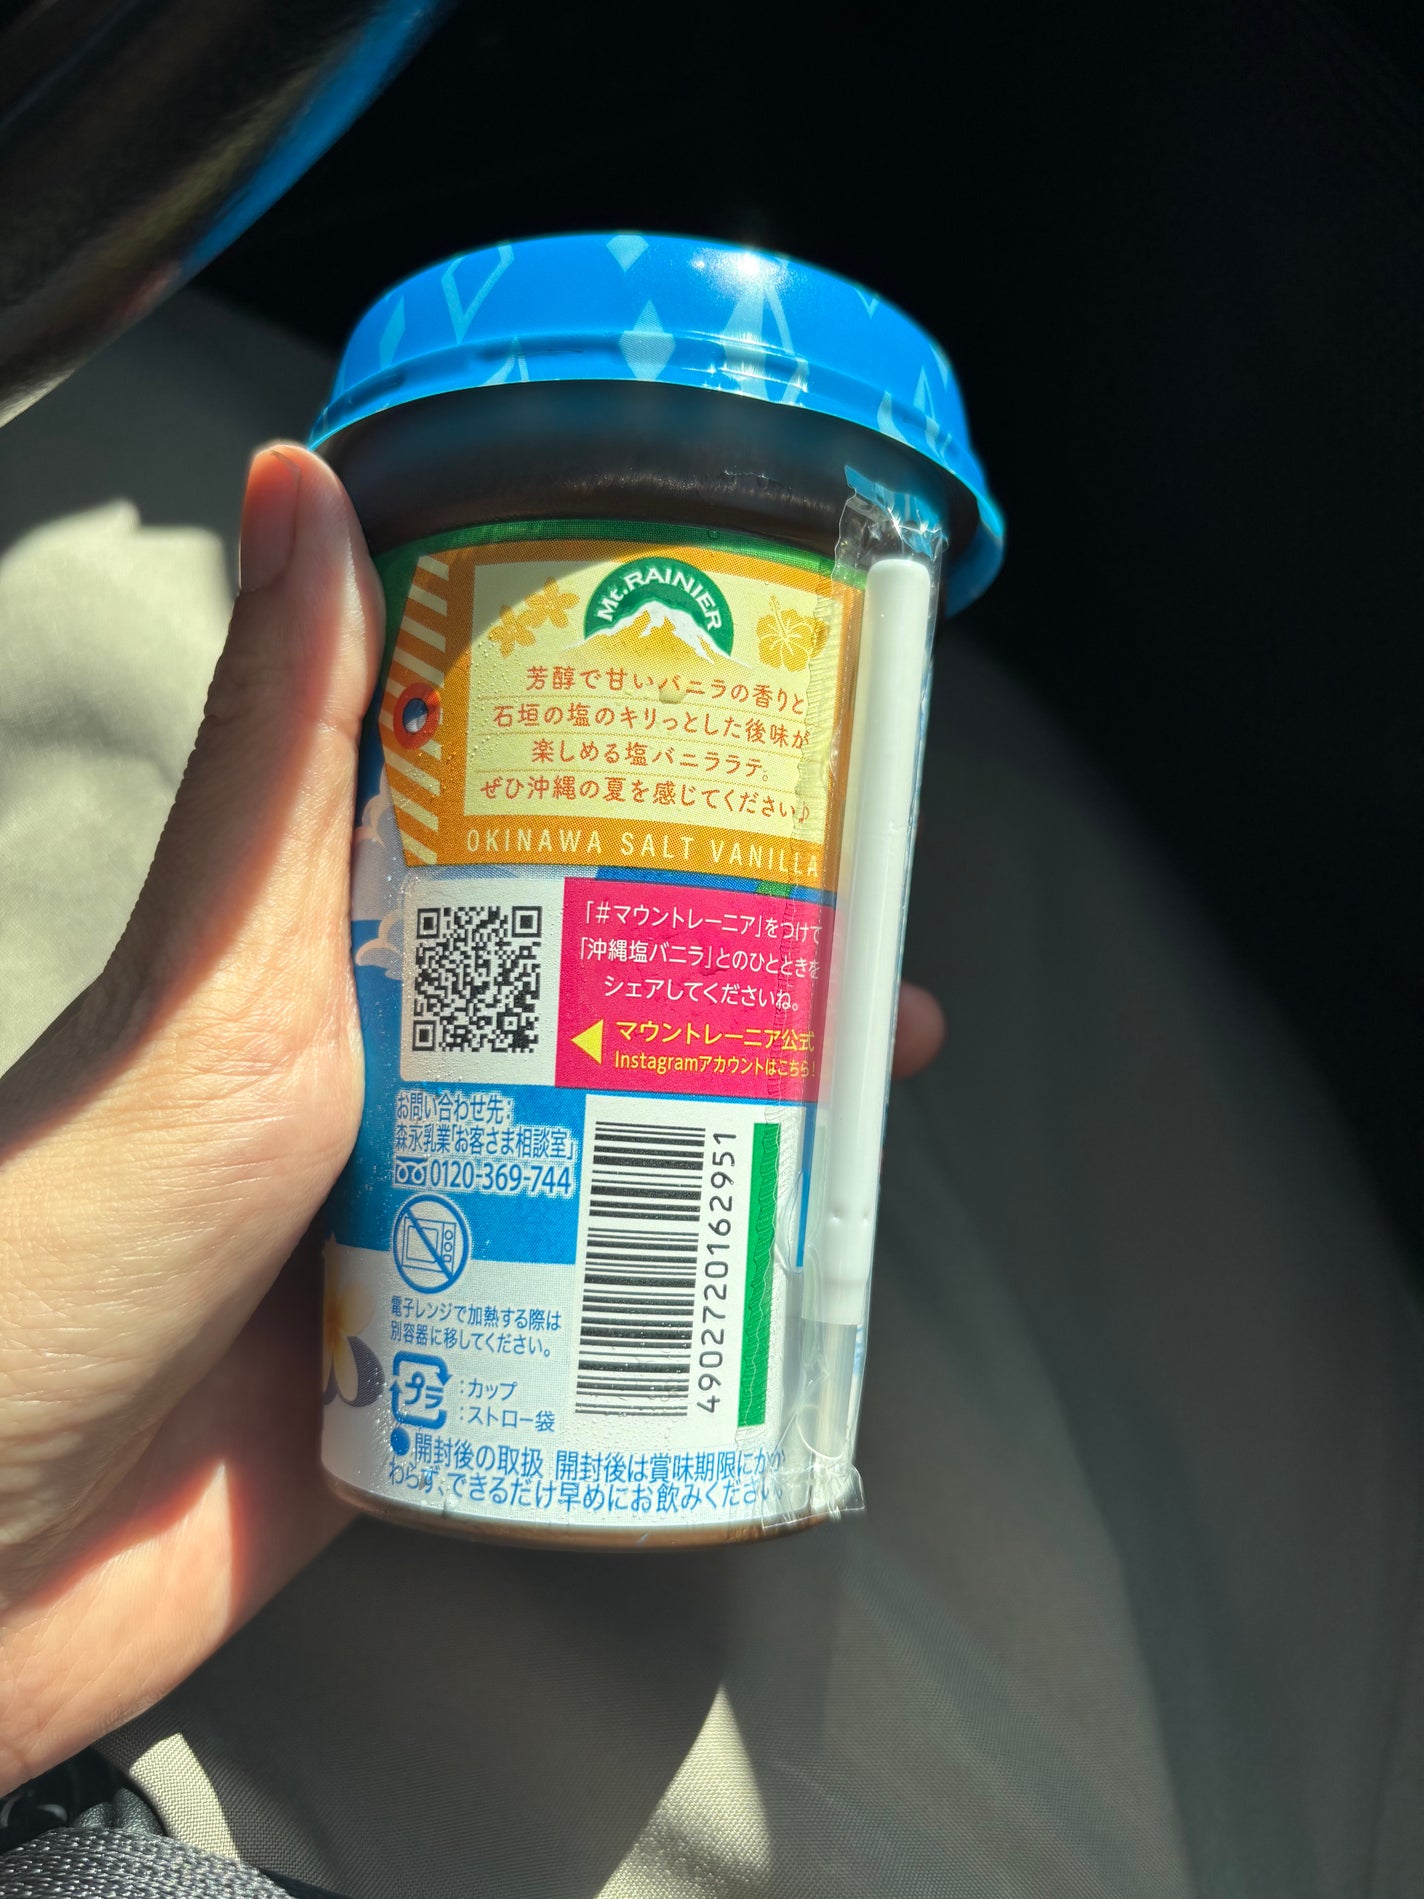 Mt.RAINIER
芳醇で甘いバニラの香りと
石垣の塩のキリっとした後味が
楽しめる塩バニララテ。
ぜひ沖縄の夏を感じてください♪
OKINAWA SALT VANILLA
「#マウントレーニア」をつけて
「沖縄塩バニラ」とのひとときを
シェアしてくださいね。
マウントレーニア公式
Instagramアカウントはこちら!
お問い合わせ先:
森永乳業「お客さま相談室」
0120-369-744
電子レンジで加熱する際は
別容器に移してください。
プラ
:カップ
:ストロー袋
4902720162951
●開封後の取扱 開封後は賞味期限にかか
わらず、できるだけ早めにお飲みください。